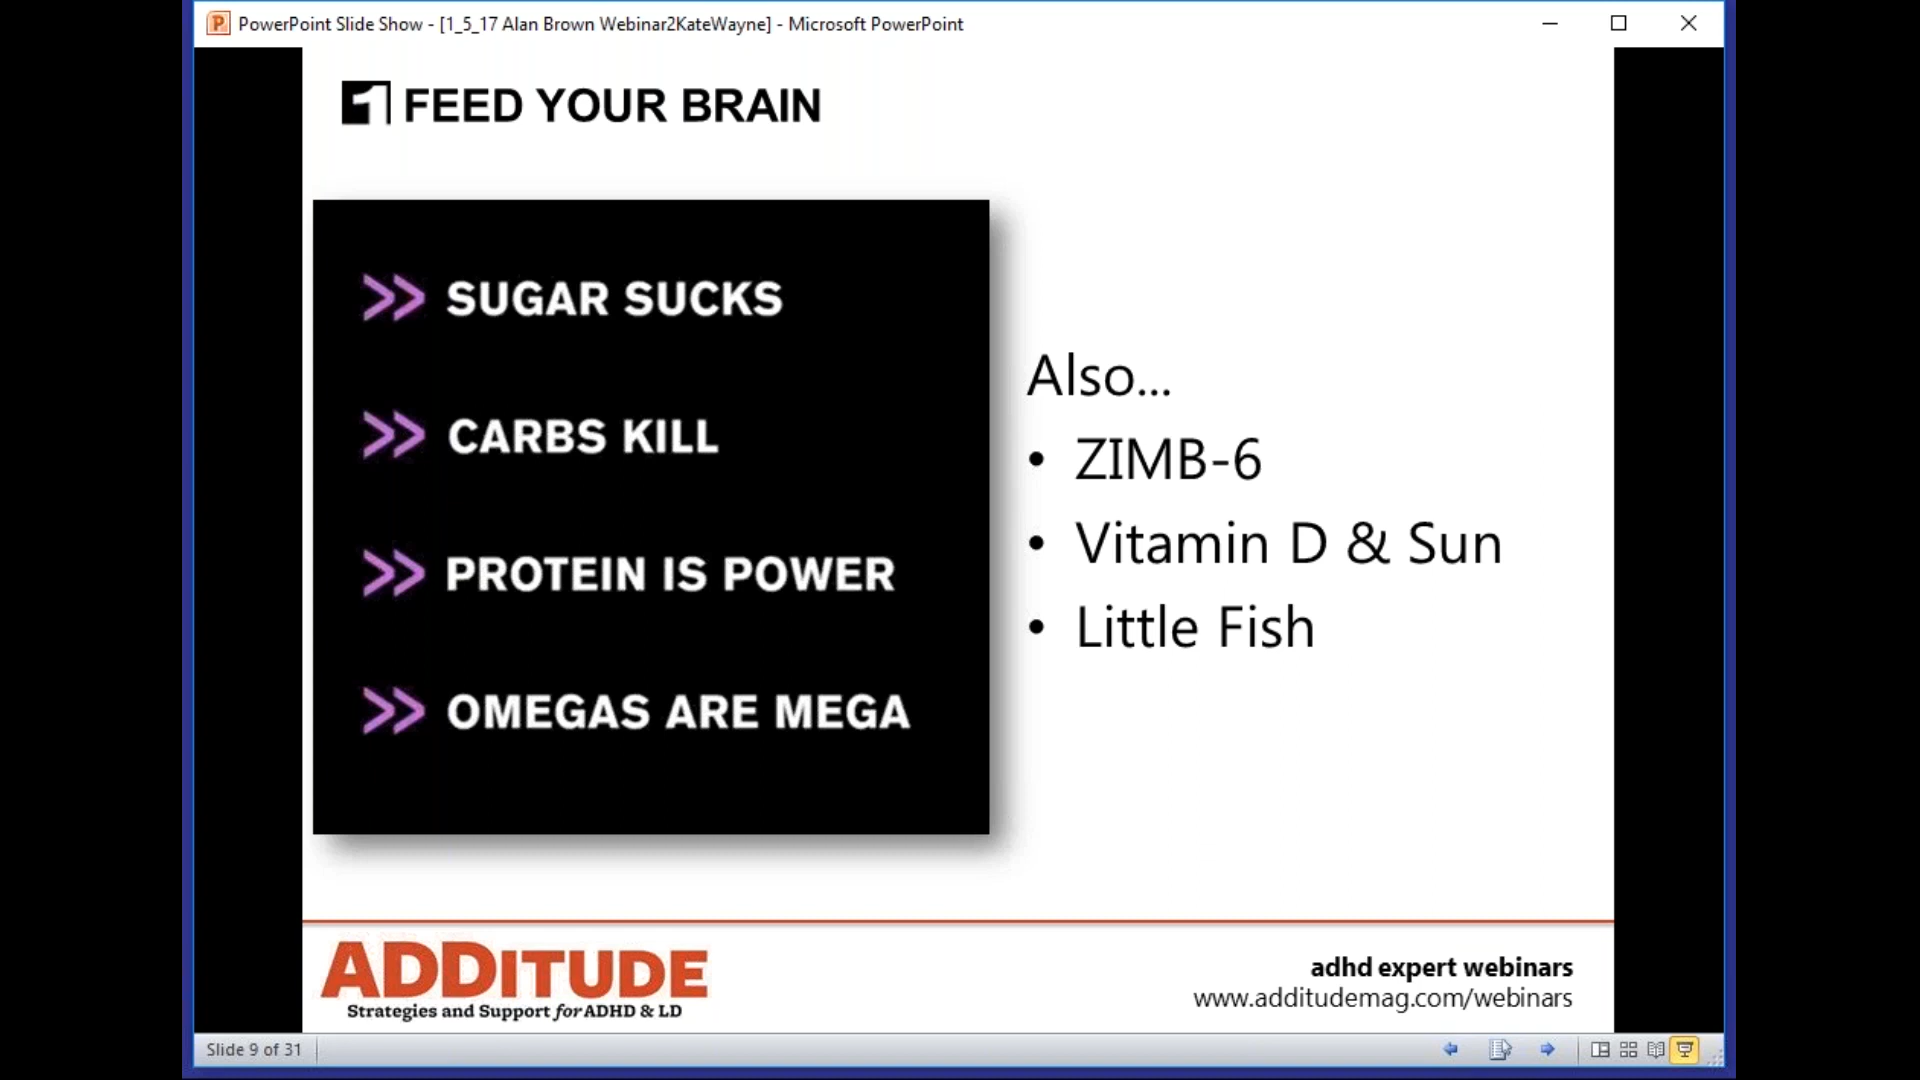 PowerPoint Slide Show - [1_5_17 Alan Brown Webinar2KateWayne] - Microsoft PowerPoint
1 FEED YOUR BRAIN
>> SUGAR SUCKS
>> CARBS KILL
>> PROTEIN IS POWER
>> OMEGAS ARE MEGA
Also...
• ZIMB-6
• Vitamin D & Sun
• Little Fish
ADDITUDE
Strategies and Support for ADHD & LD
adhd expert webinars
www.additudemag.com/webinars
Slide 9 of 31